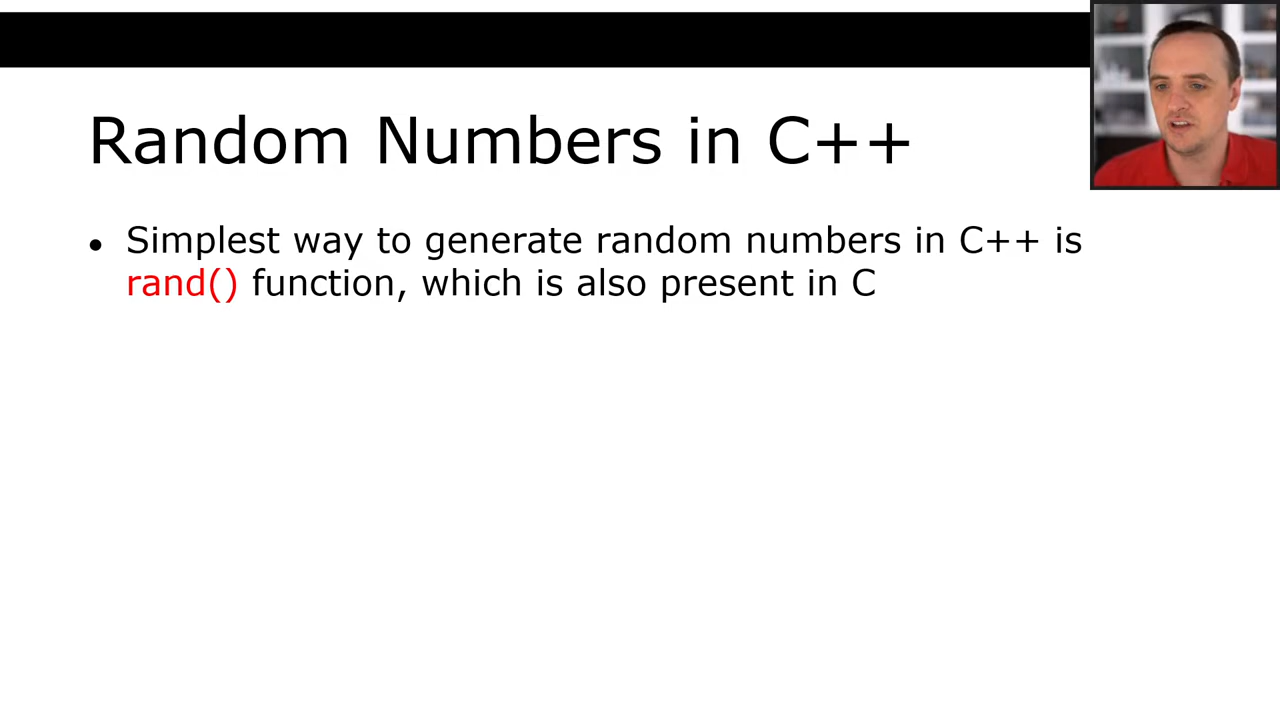 Random Numbers in C++
• Simplest way to generate random numbers in C++ is
rand() function, which is also present in C